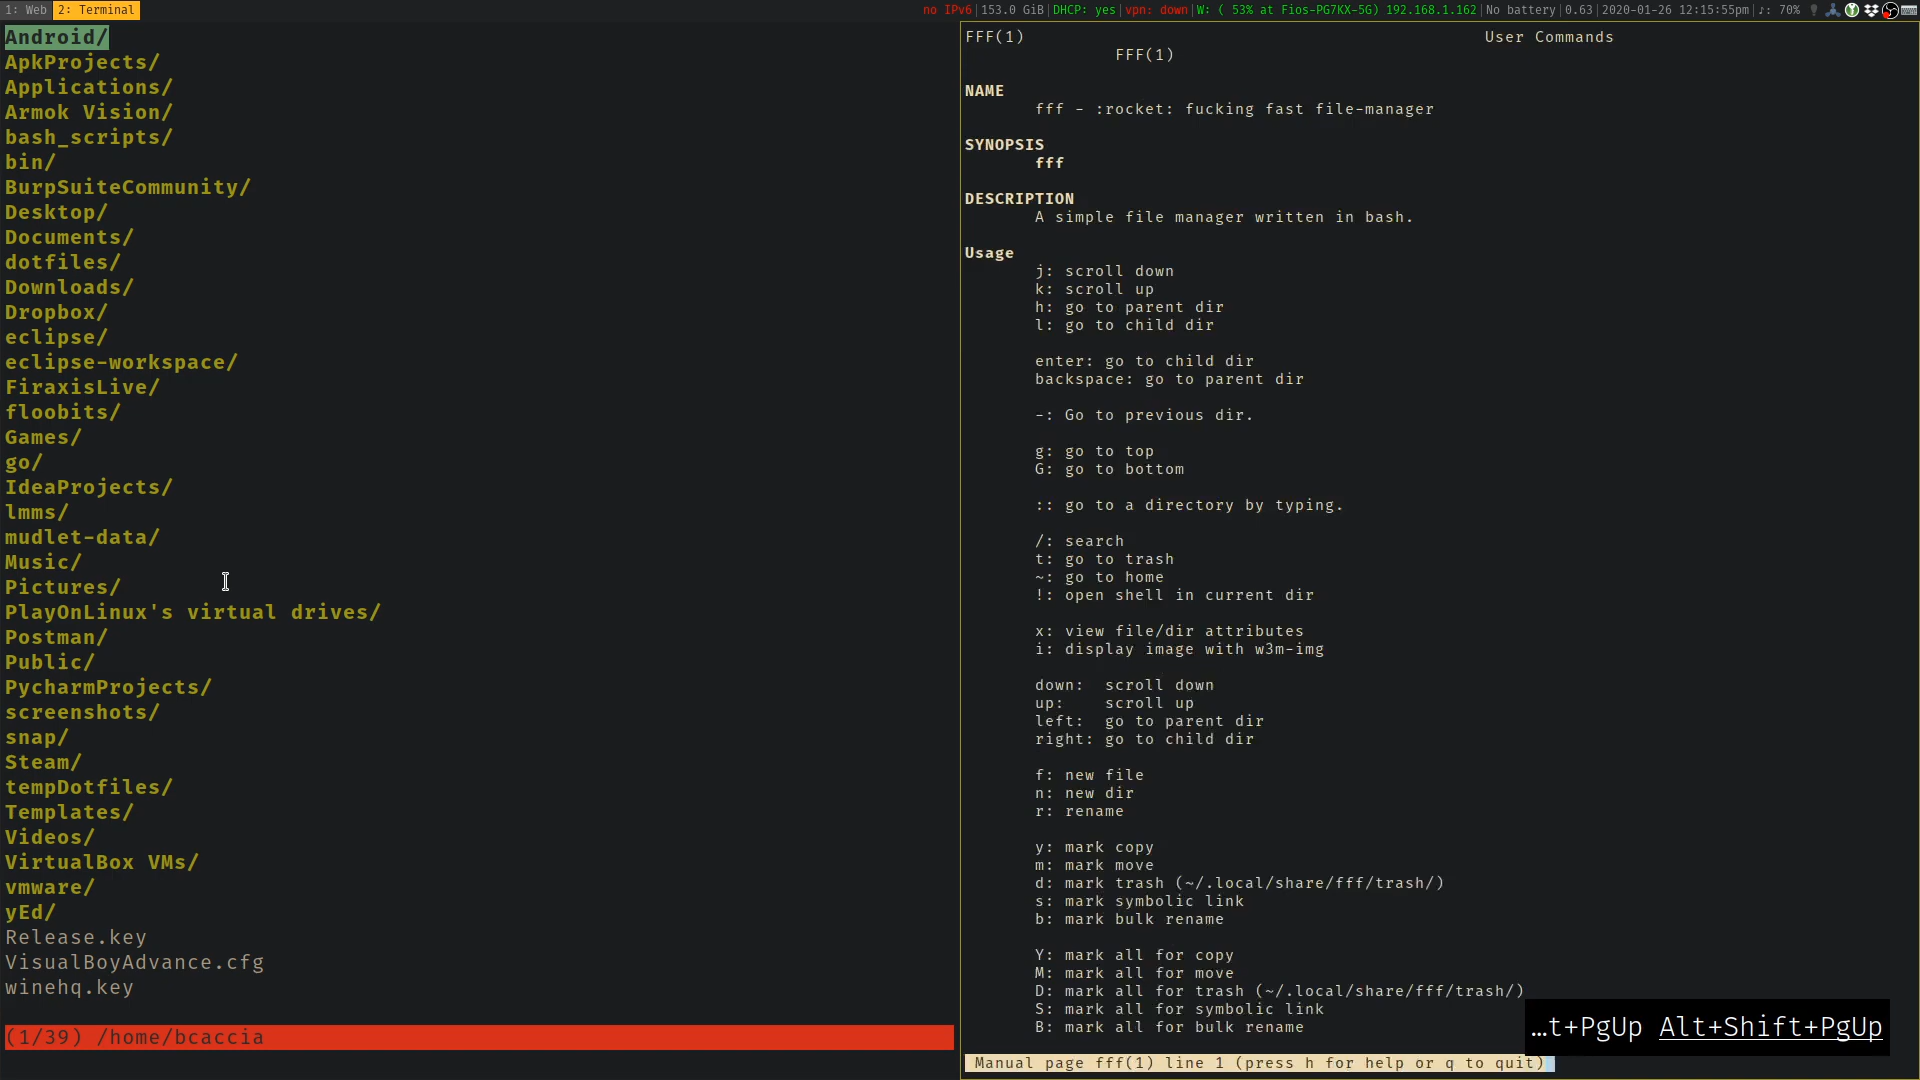 1: Web 2: Terminal
no IPv6|153.0 GiB|DHCP: yes|vpn: down|W: ( 53% at Fios-PG7KX-5G) 192.168.1.162|No battery|0.63|2020-01-26 12:15:55pm|♪: 70%
Android/
ApkProjects/
Applications/
Armok Vision/
bash_scripts/
bin/
BurpSuiteCommunity/
Desktop/
Documents/
dotfiles/
Downloads/
Dropbox/
eclipse/
eclipse-workspace/
FiraxisLive/
floobits/
Games/
go/
IdeaProjects/
lmms/
mudlet-data/
Music/
Pictures/
PlayOnLinux's virtual drives/
Postman/
Public/
PycharmProjects/
screenshots/
snap/
Steam/
tempDotfiles/
Templates/
Videos/
VirtualBox VMs/
vmware/
yEd/
Release.key
VisualBoyAdvance.cfg
winehq.key
(1/39) /home/bcaccia
FFF(1) User Commands
FFF(1)
NAME
fff - :rocket: fucking fast file-manager
SYNOPSIS
fff
DESCRIPTION
A simple file manager written in bash.
Usage
j: scroll down
k: scroll up
h: go to parent dir
l: go to child dir
enter: go to child dir
backspace: go to parent dir
-: Go to previous dir.
g: go to top
G: go to bottom
:: go to a directory by typing.
/: search
t: go to trash
~: go to home
!: open shell in current dir
x: view file/dir attributes
i: display image with w3m-img
down:  scroll down
up:    scroll up
left:  go to parent dir
right: go to child dir
f: new file
n: new dir
r: rename
y: mark copy
m: mark move
d: mark trash (~/.local/share/fff/trash/)
s: mark symbolic link
b: mark bulk rename
Y: mark all for copy
M: mark all for move
D: mark all for trash (~/.local/share/fff/trash/)
S: mark all for symbolic link
B: mark all for bulk rename
…t+PgUp Alt+Shift+PgUp
Manual page fff(1) line 1 (press h for help or q to quit)